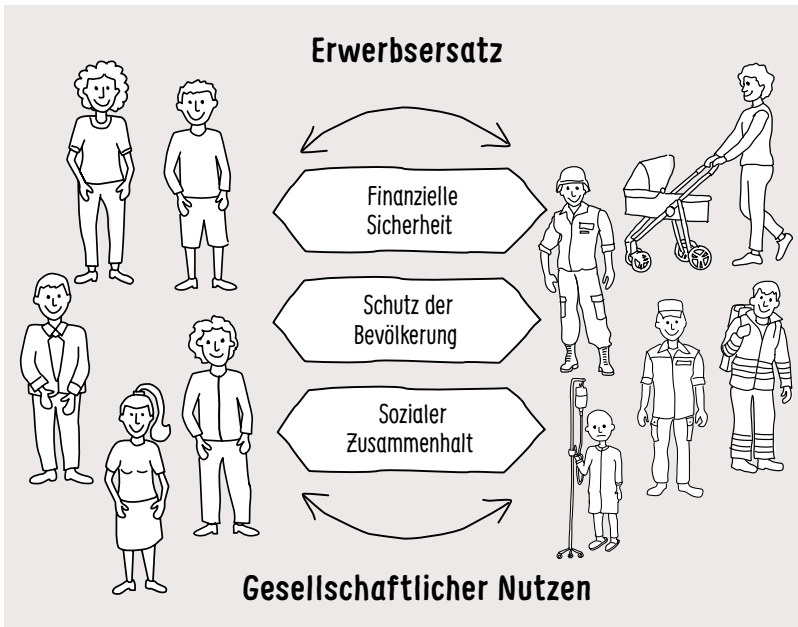 Erwerbsersatz
Finanzielle
Sicherheit
Schutz der
Bevölkerung
Sozialer
Zusammenhalt
Gesellschaftlicher Nutzen